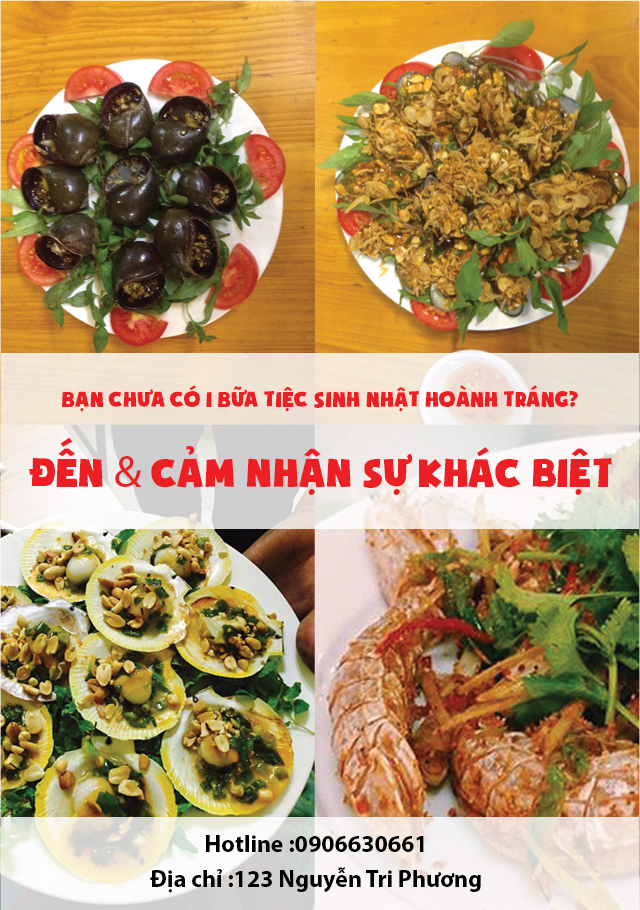 BẠN CHƯA CÓ 1 BỮA TIỆC SINH NHẬT HOÀNH TRÁNG?
ĐẾN & CẢM NHẬN SỰ KHÁC BIỆT
Hotline :0906630661
Địa chỉ :123 Nguyễn Tri Phương